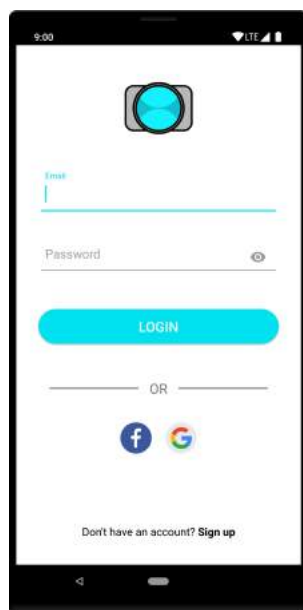 9:00 LTE
Email
Password
LOGIN
OR
Don't have an account? Sign up